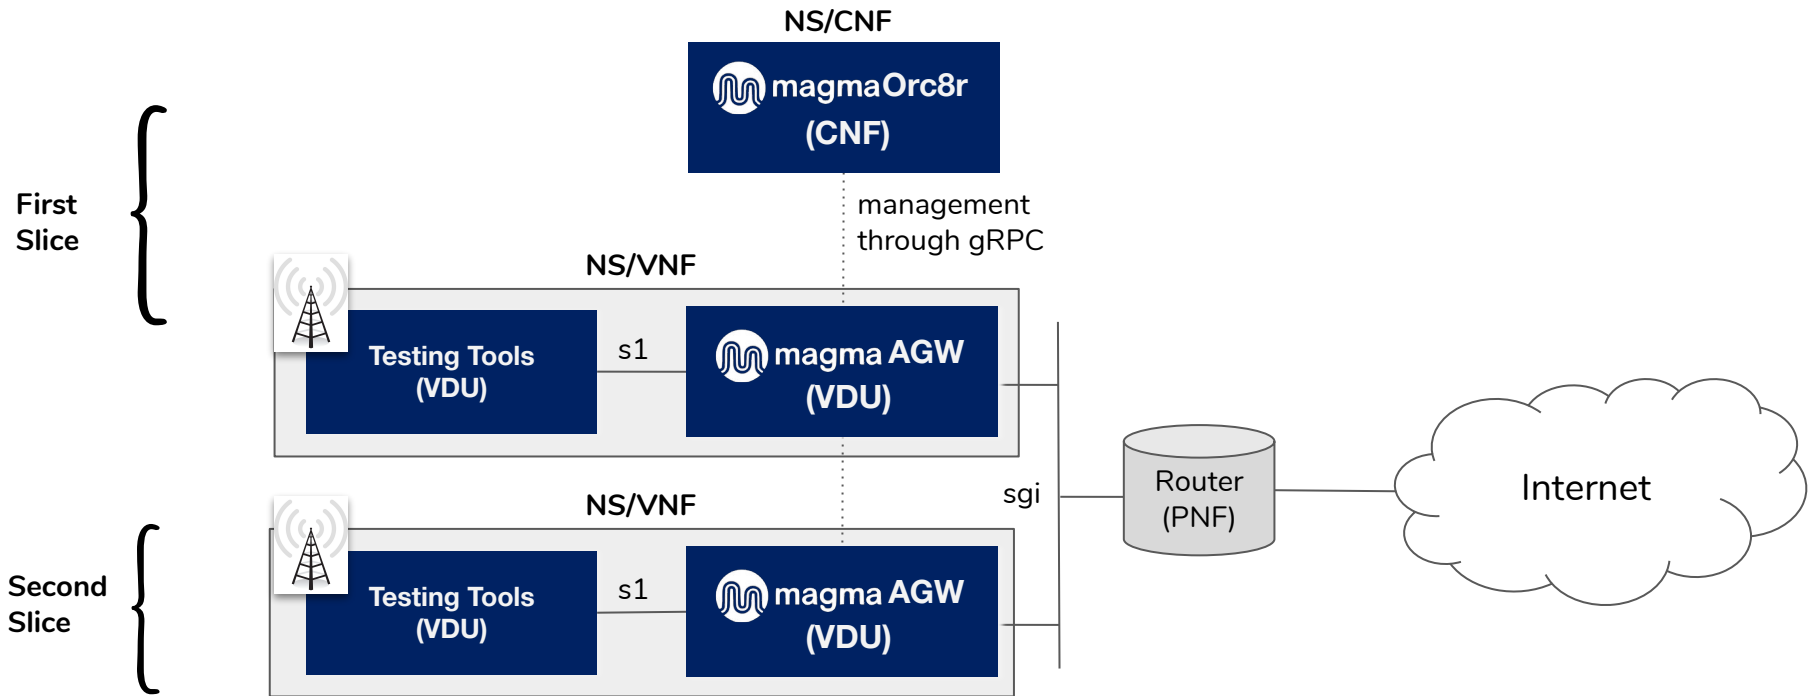 NS/CNF
magma Orc8r
(CNF)
First
Slice
management
through gRPC
NS/VNF
Testing Tools
(VDU)
s1
magma AGW
(VDU)
sgi
Router
(PNF)
Internet
NS/VNF
Second
Slice
Testing Tools
(VDU)
s1
magma AGW
(VDU)